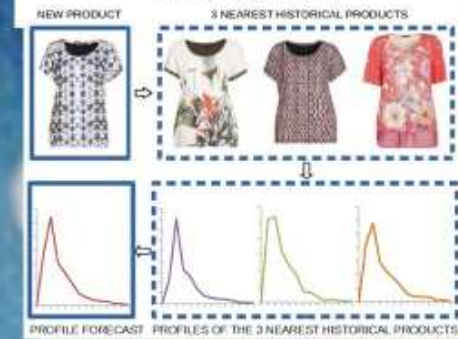 NEW PRODUCT
3 NEAREST HISTORICAL PRODUCTS
PROFILE FORECAST
PROFILES OF THE 3 NEAREST HISTORICAL PRODUCTS